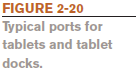 FIGURE 2-20
Typical ports for
tablets and tablet
docks.